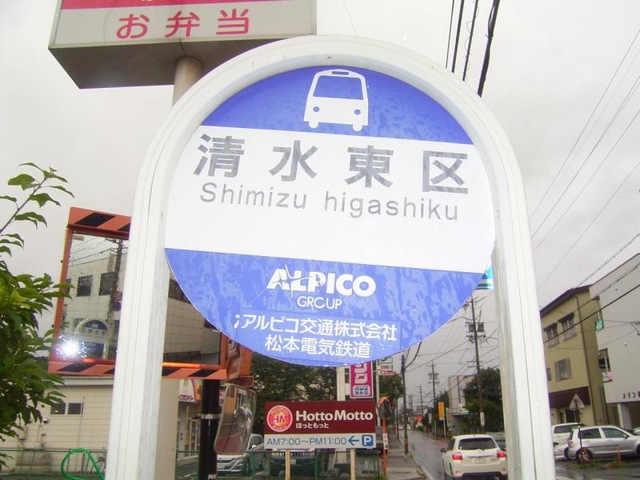 お弁当
清水東区
Shimizu higashiku
ALPICO
GROUP
アルピコ交通株式会社
松本電気鉄道
HM
HottoMotto
ほっともっと
AM7:00〜PM11:00 ← P